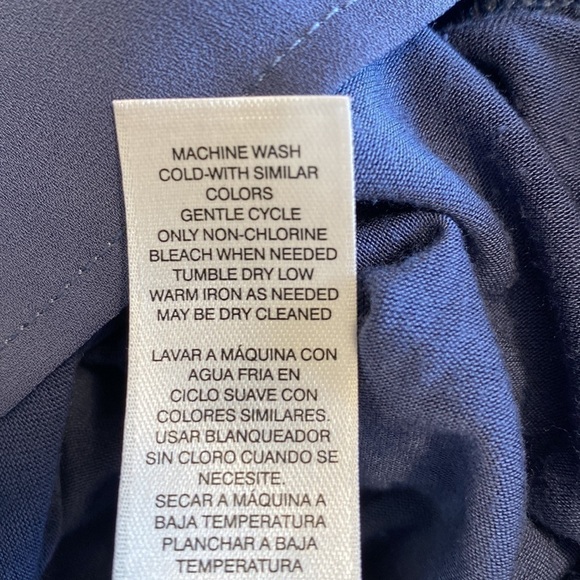 MACHINE WASH
COLD-WITH SIMILAR
COLORS
GENTLE CYCLE
ONLY NON-CHLORINE
BLEACH WHEN NEEDED
TUMBLE DRY LOW
WARM IRON AS NEEDED
MAY BE DRY CLEANED
LAVAR A MÁQUINA CON
AGUA FRIA EN
CICLO SUAVE CON
COLORES SIMILARES.
USAR BLANQUEADOR
SIN CLORO CUANDO SE
NECESITE.
SECAR A MÁQUINA A
BAJA TEMPERATURA
PLANCHAR A BAJA
TEMPERATURA